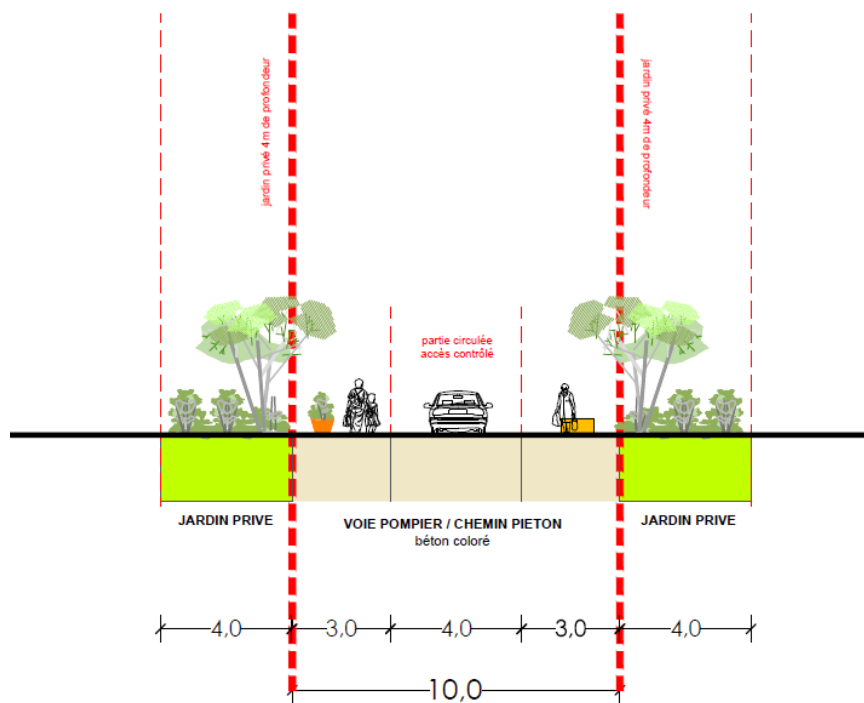 jardin privé 4m de profondeur
jardin privé 4m de profondeur
partie circulée
accès contrôlé
JARDIN PRIVE
VOIE POMPIER / CHEMIN PIETON
béton coloré
JARDIN PRIVE
4,0
3,0
4,0
3,0
4,0
10,0